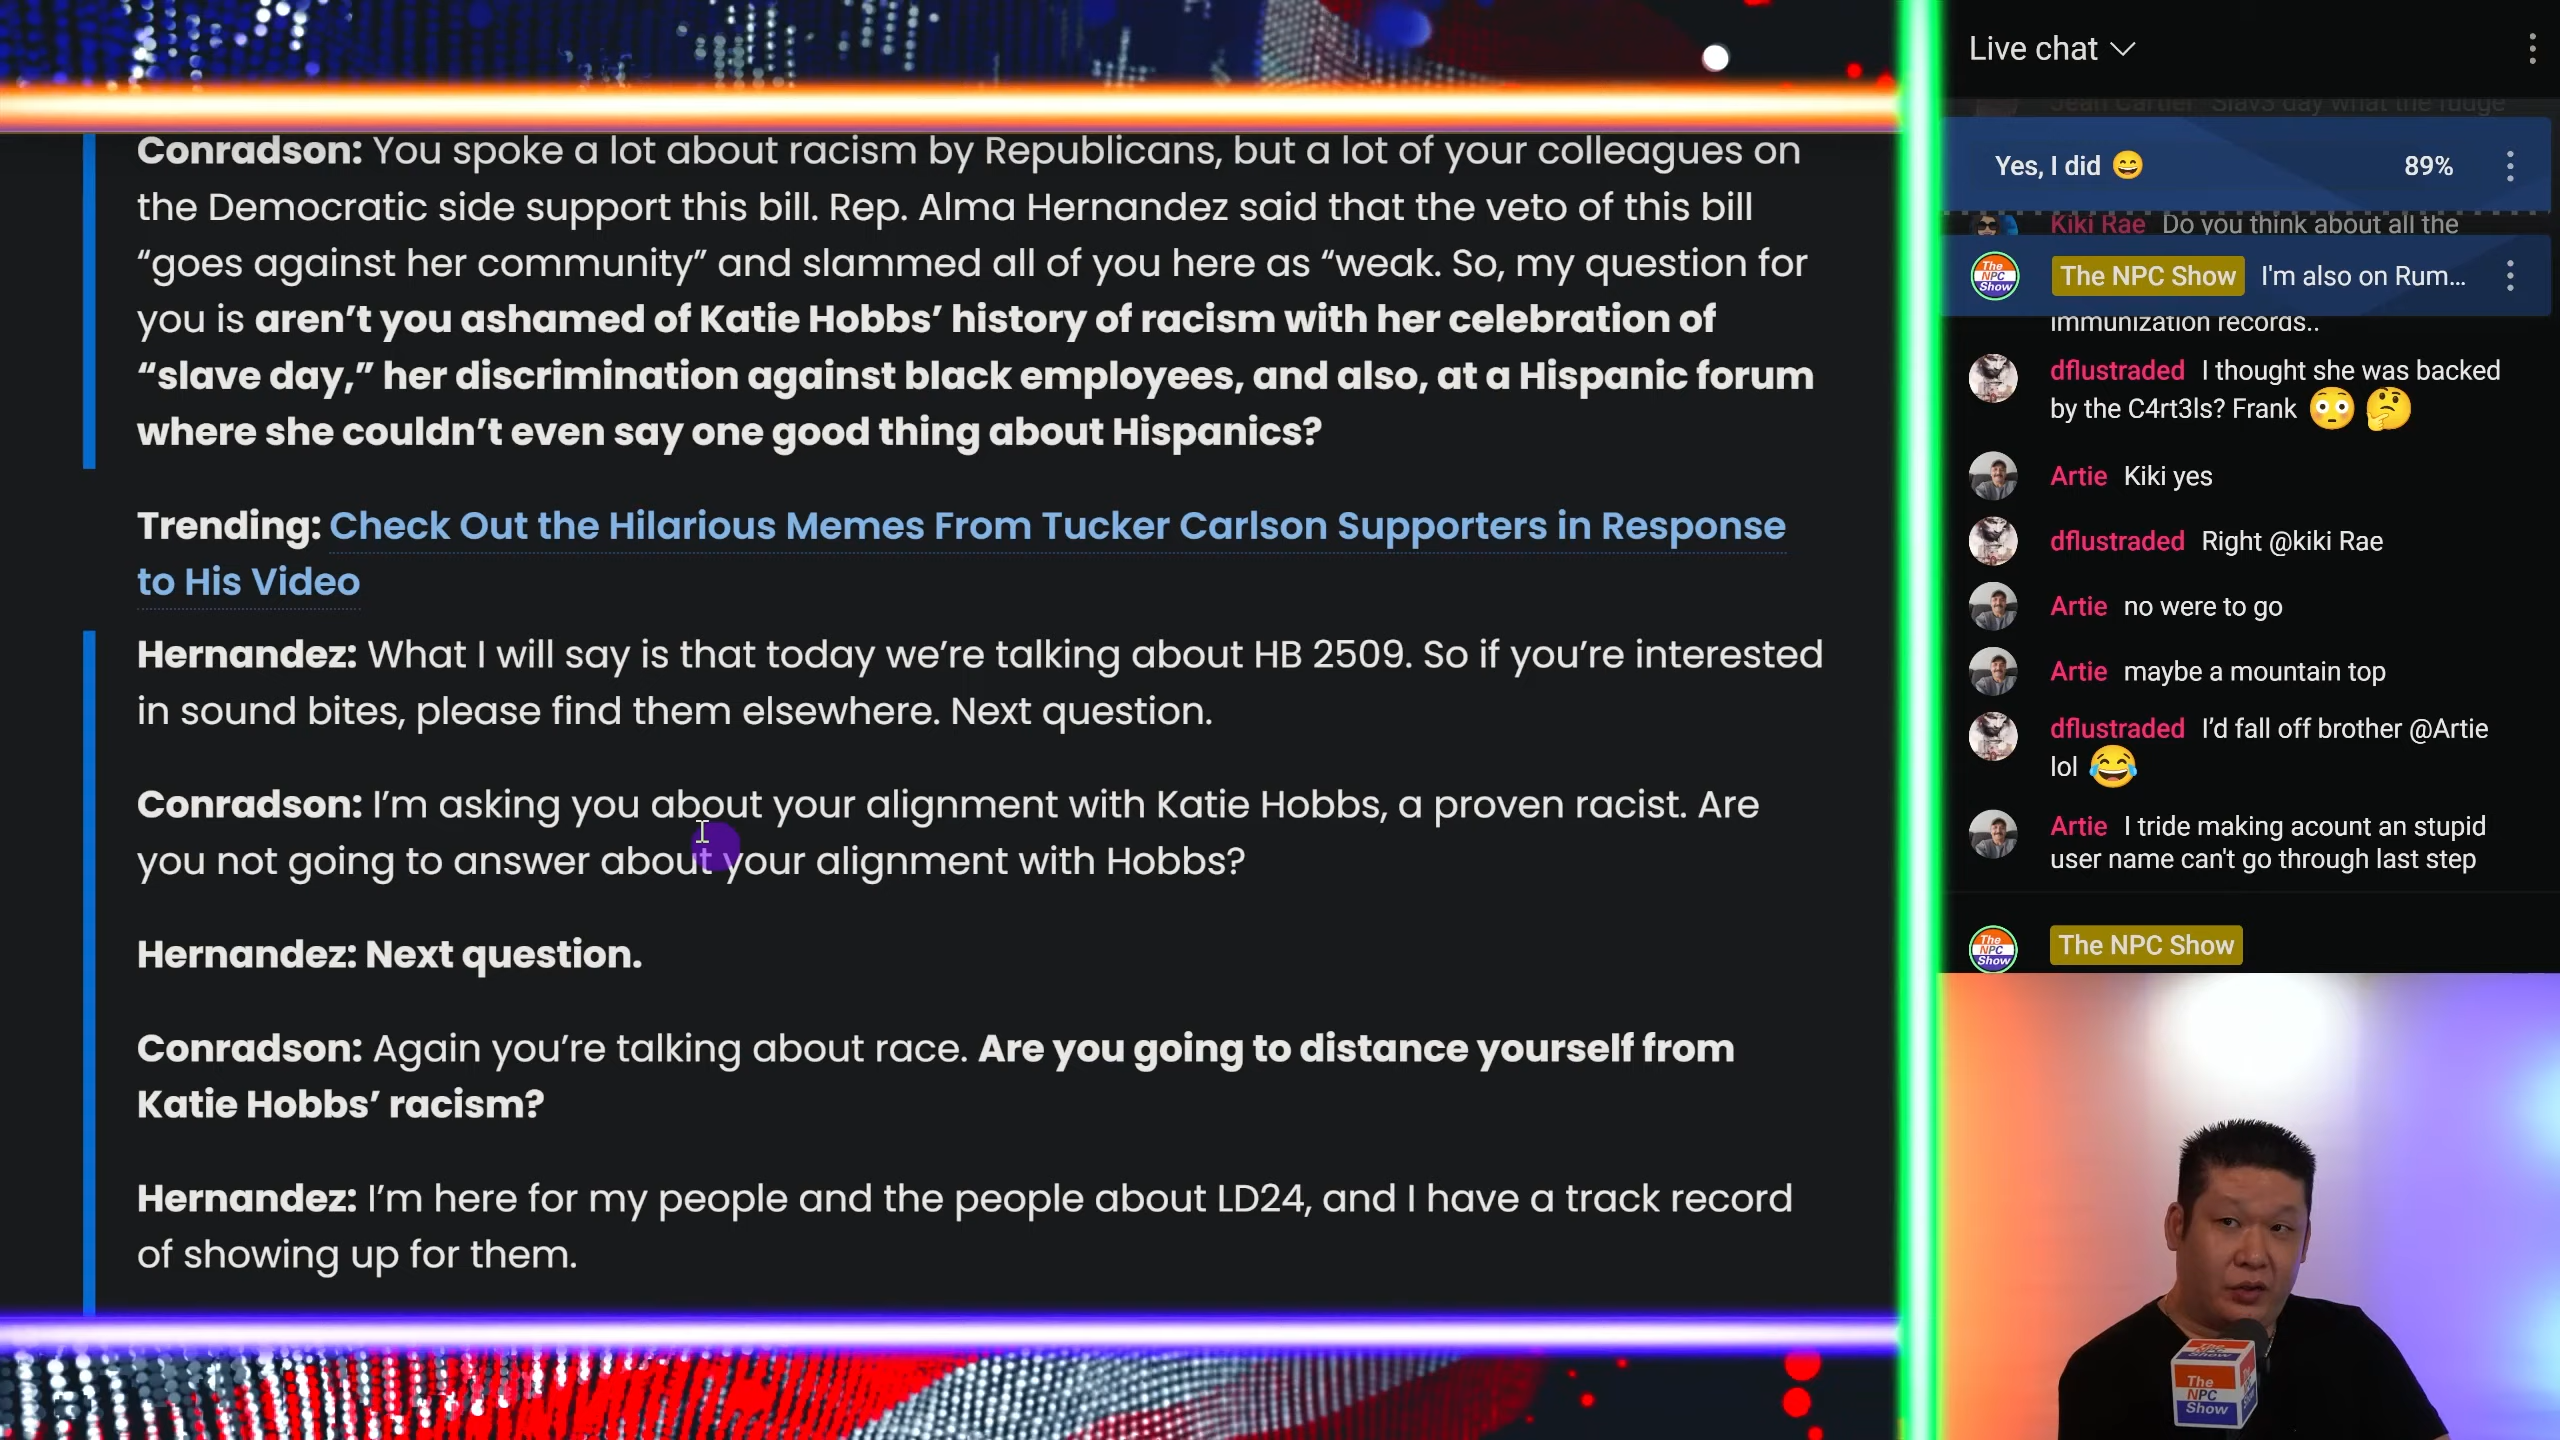 Conradson: You spoke a lot about racism by Republicans, but a lot of your colleagues on
the Democratic side support this bill. Rep. Alma Hernandez said that the veto of this bill
“goes against her community” and slammed all of you here as “weak. So, my question for
you is aren’t you ashamed of Katie Hobbs’ history of racism with her celebration of
“slave day,” her discrimination against black employees, and also, at a Hispanic forum
where she couldn’t even say one good thing about Hispanics?
Trending: Check Out the Hilarious Memes From Tucker Carlson Supporters in Response
to His Video
Hernandez: What I will say is that today we’re talking about HB 2509. So if you’re interested
in sound bites, please find them elsewhere. Next question.
Conradson: I’m asking you about your alignment with Katie Hobbs, a proven racist. Are
you not going to answer about your alignment with Hobbs?
Hernandez: Next question.
Conradson: Again you’re talking about race. Are you going to distance yourself from
Katie Hobbs’ racism?
Hernandez: I’m here for my people and the people about LD24, and I have a track record
of showing up for them.
Live chat
Jean Cartier Slav3 day what the fudge
Yes, I did 😄 89%
Kiki Rae Do you think about all the
The NPC Show I'm also on Rum...
immunization records..
dflustraded I thought she was backed
by the C4rt3ls? Frank 😳 🤔
Artie Kiki yes
dflustraded Right @kiki Rae
Artie no were to go
Artie maybe a mountain top
dflustraded I’d fall off brother @Artie
lol 😂
Artie I tride making acount an stupid
user name can't go through last step
The NPC Show
The
NPC
Show